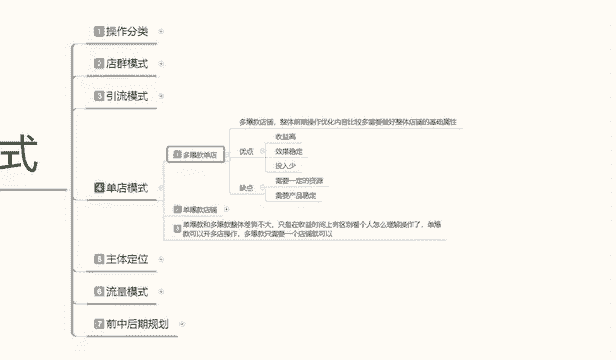 1 操作分类
2 店群模式
3 引流模式
式
4 单店模式
1 多爆款单店
多爆款店铺,整体前期操作优化内容比较多需要做好整体店铺的基础属性
优点
收益高
效果稳定
投入少
缺点
需要一定的资源
需要产品稳定
2 单爆款店铺
3 单爆款和多爆款整体差势不大,只是在收益时间上有区别看个人怎么理解操作了,单爆
款可以开多店操作,多爆款只需要一个店铺就可以
5 主体定位
6 流量模式
7 前中后期规划